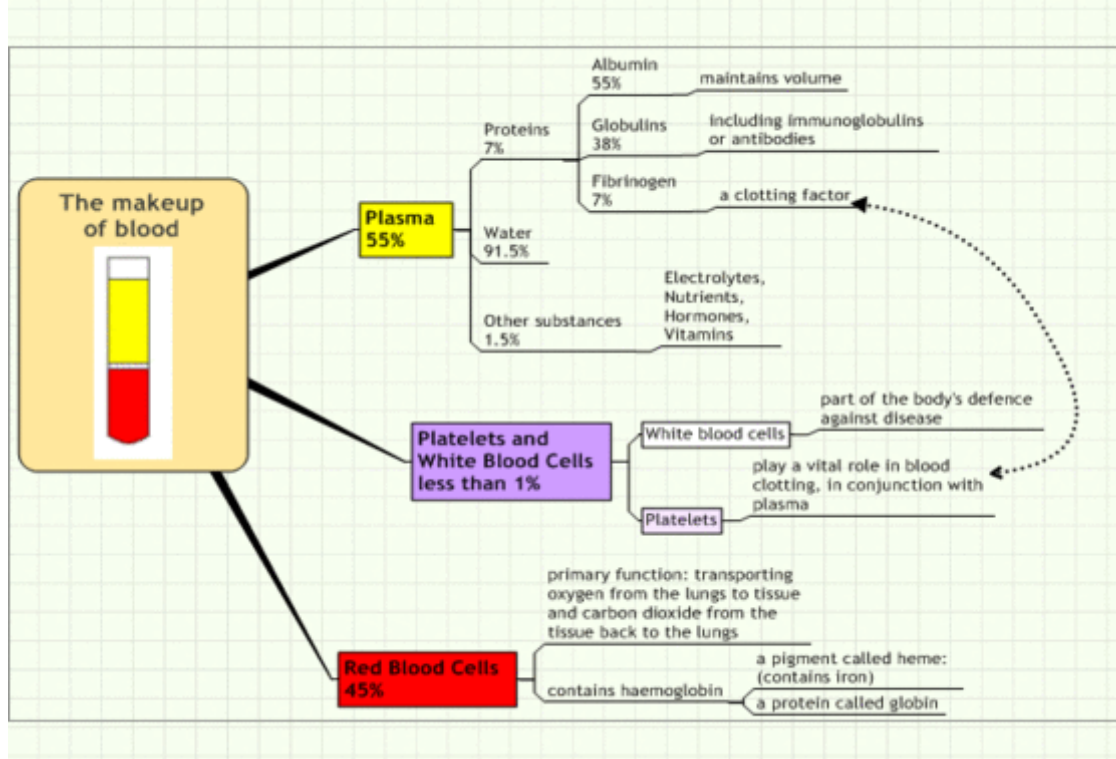 The makeup
of blood
Plasma
55%
Proteins
7%
Albumin
55%
maintains volume
Globulins
38%
including immunoglobulins
or antibodies
Fibrinogen
7%
a clotting factor
Water
91.5%
Other substances
1.5%
Electrolytes,
Nutrients,
Hormones,
Vitamins
Platelets and
White Blood Cells
less than 1%
White blood cells
part of the body's defence
against disease
Platelets
play a vital role in blood
clotting, in conjunction with
plasma
Red Blood Cells
45%
primary function: transporting
oxygen from the lungs to tissue
and carbon dioxide from the
tissue back to the lungs
contains haemoglobin
a pigment called heme:
(contains iron)
a protein called globin